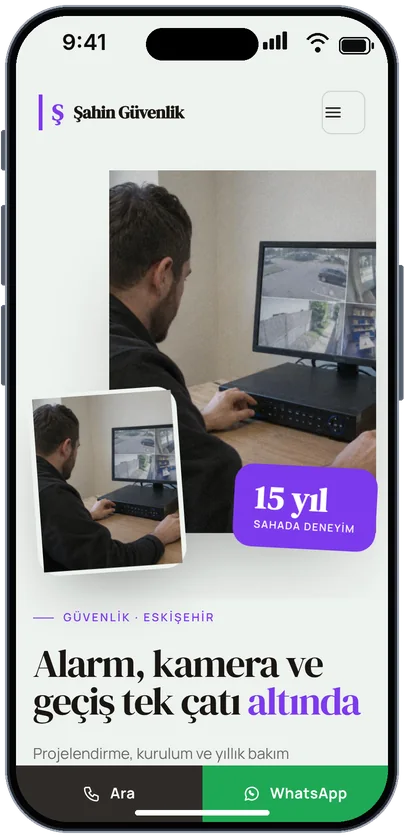 9:41
Ş Şahin Güvenlik
15 yıl
SAHADA DENEYİM
GÜVENLİK · ESKİŞEHİR
Alarm, kamera ve
geçiş tek çatı altında
Projelendirme, kurulum ve yıllık bakım
Ara
WhatsApp